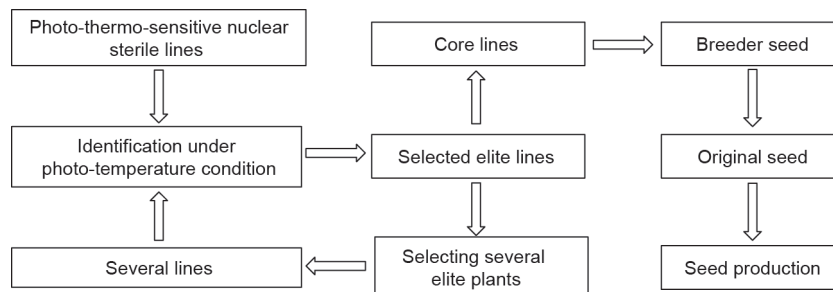 Photo-thermo-sensitive nuclear
sterile lines
Core lines
Breeder seed
Identification under
photo-temperature condition
Selected elite lines
Original seed
Several lines
Selecting several
elite plants
Seed production